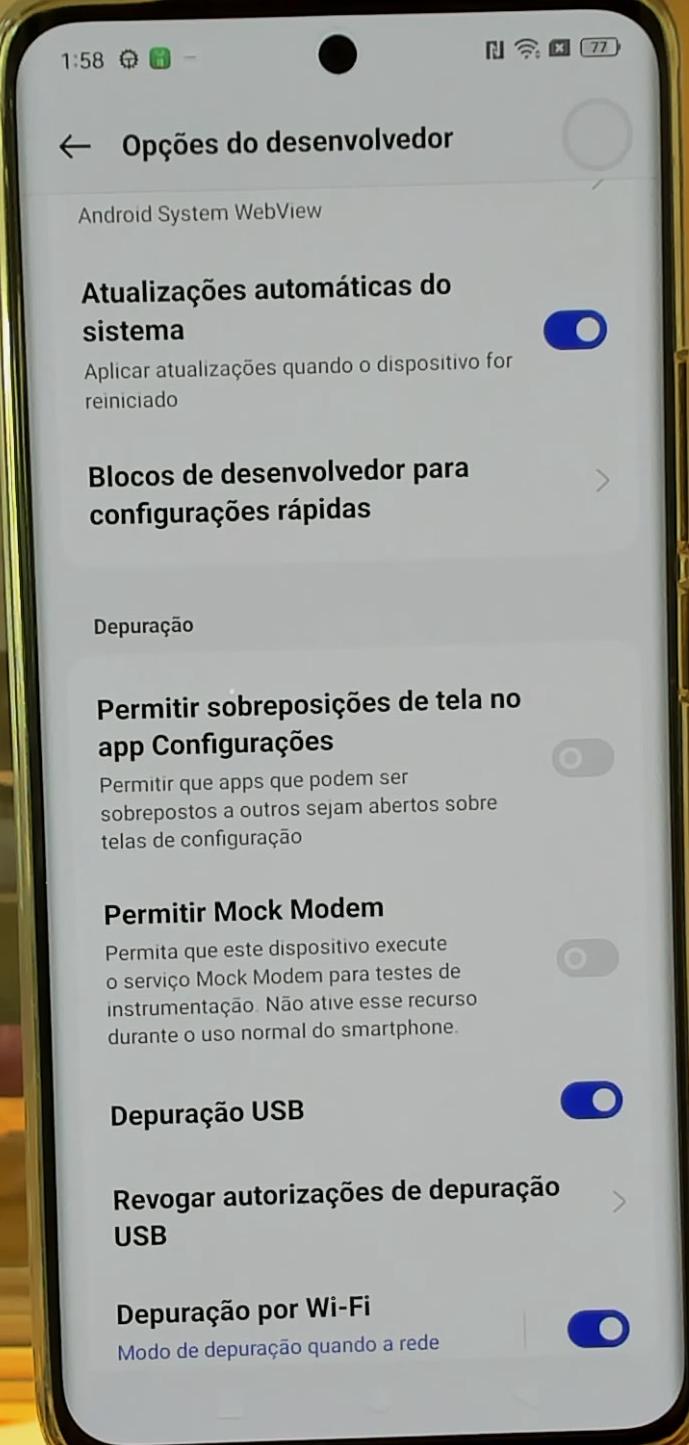 1:58
77
Opções do desenvolvedor
Android System WebView
Atualizações automáticas do
sistema
Aplicar atualizações quando o dispositivo for
reiniciado
Blocos de desenvolvedor para
configurações rápidas
Depuração
Permitir sobreposições de tela no
app Configurações
Permitir que apps que podem ser
sobrepostos a outros sejam abertos sobre
telas de configuração
Permitir Mock Modem
Permita que este dispositivo execute
o serviço Mock Modem para testes de
instrumentação. Não ative esse recurso
durante o uso normal do smartphone.
Depuração USB
Revogar autorizações de depuração
USB
Depuração por Wi-Fi
Modo de depuração quando a rede